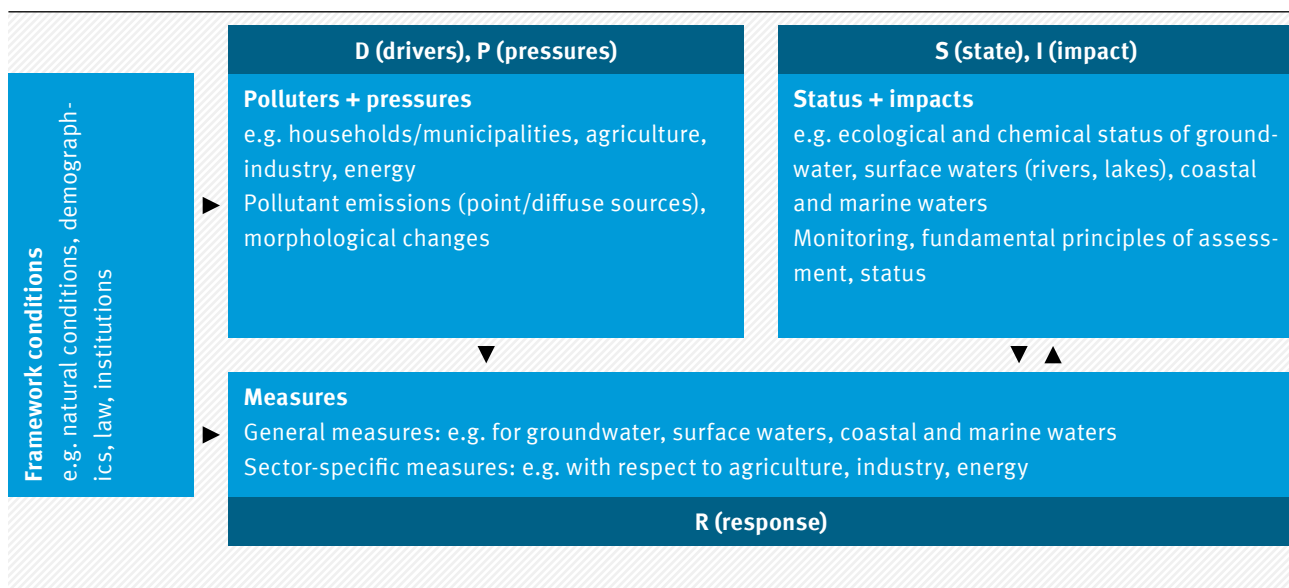 D (drivers), P (pressures)
Polluters + pressures
e.g. households/municipalities, agriculture,
industry, energy
Pollutant emissions (point/diffuse sources),
morphological changes
S (state), I (impact)
Status + impacts
e.g. ecological and chemical status of ground-
water, surface waters (rivers, lakes), coastal
and marine waters
Monitoring, fundamental principles of assess-
ment, status
Framework conditions
e.g. natural conditions, demograph-
ics, law, institutions
Measures
General measures: e.g. for groundwater, surface waters, coastal and marine waters
Sector-specific measures: e.g. with respect to agriculture, industry, energy
R (response)